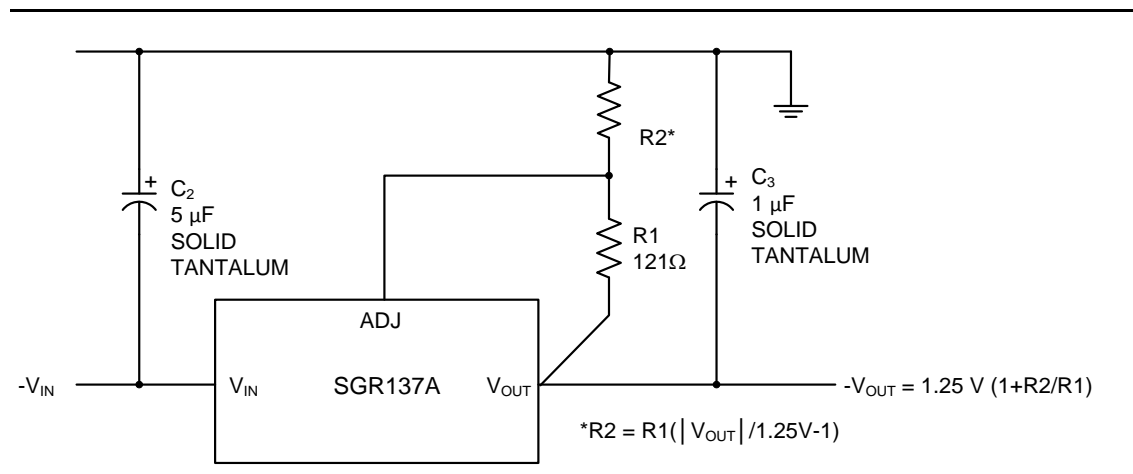 R2*
+
C2
5 µF
SOLID
TANTALUM
+
C3
1 µF
SOLID
TANTALUM
R1
121Ω
ADJ
-VIN
VIN
SGR137A
VOUT
-VOUT = 1.25 V (1+R2/R1)
*R2 = R1(|VOUT|/1.25V-1)